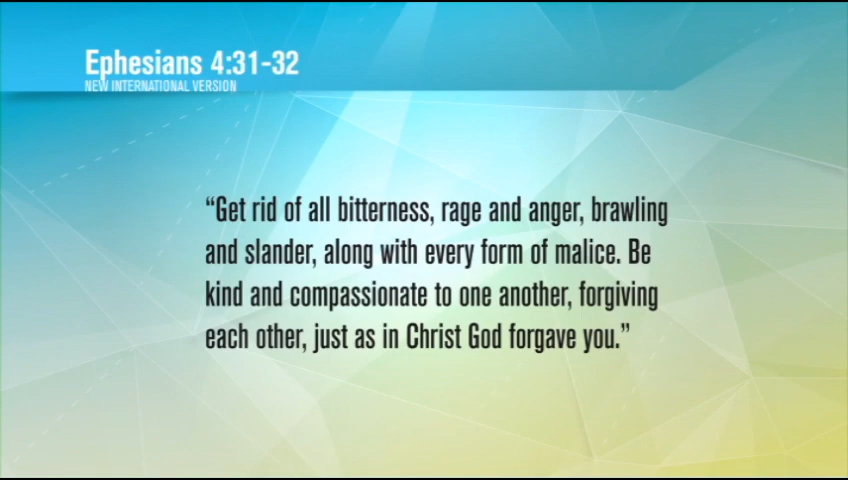 Ephesians 4:31-32
NEW INTERNATIONAL VERSION
“Get rid of all bitterness, rage and anger, brawling
and slander, along with every form of malice. Be
kind and compassionate to one another, forgiving
each other, just as in Christ God forgave you.”